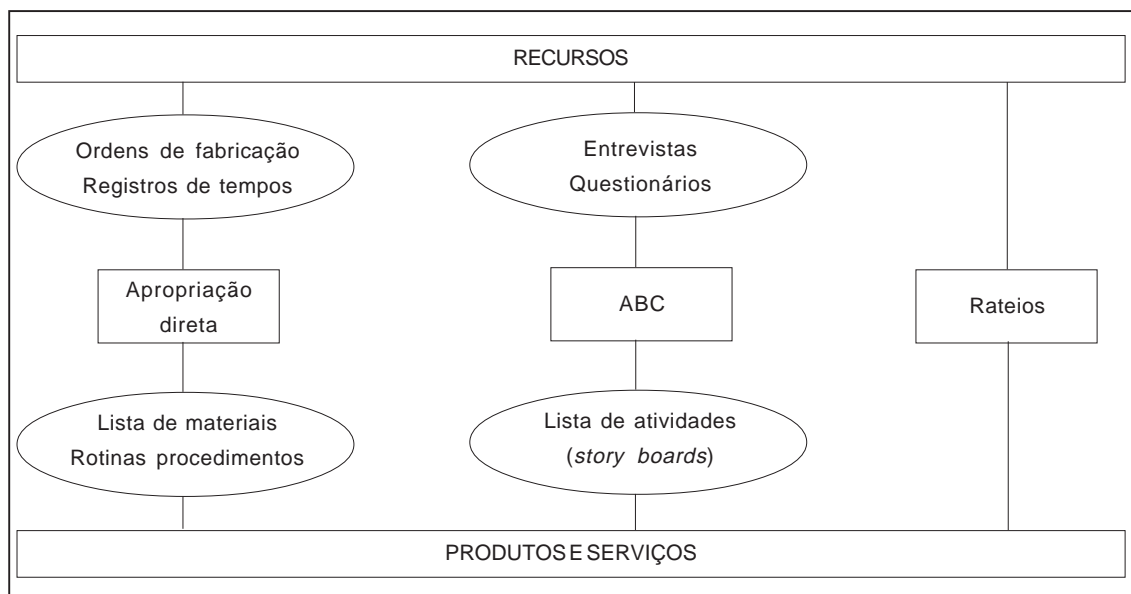 RECURSOS
Ordens de fabricação
Registros de tempos
Entrevistas
Questionários
Apropriação
direta
ABC
Rateios
Lista de materiais
Rotinas procedimentos
Lista de atividades
(story boards)
PRODUTOS E SERVIÇOS